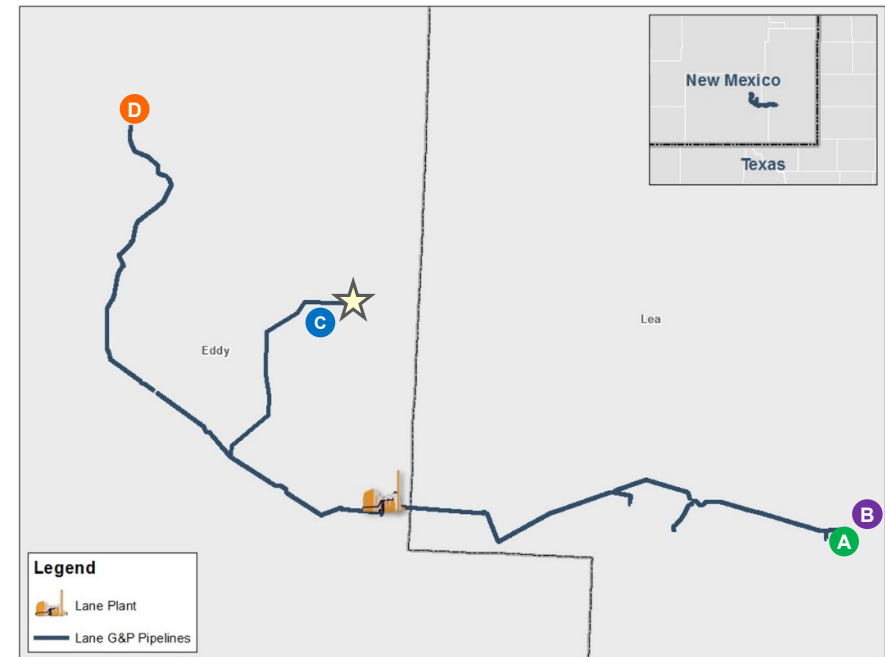 New Mexico
Texas
D
C
Eddy
Lea
B
A
Legend
Lane Plant
Lane G&P Pipelines